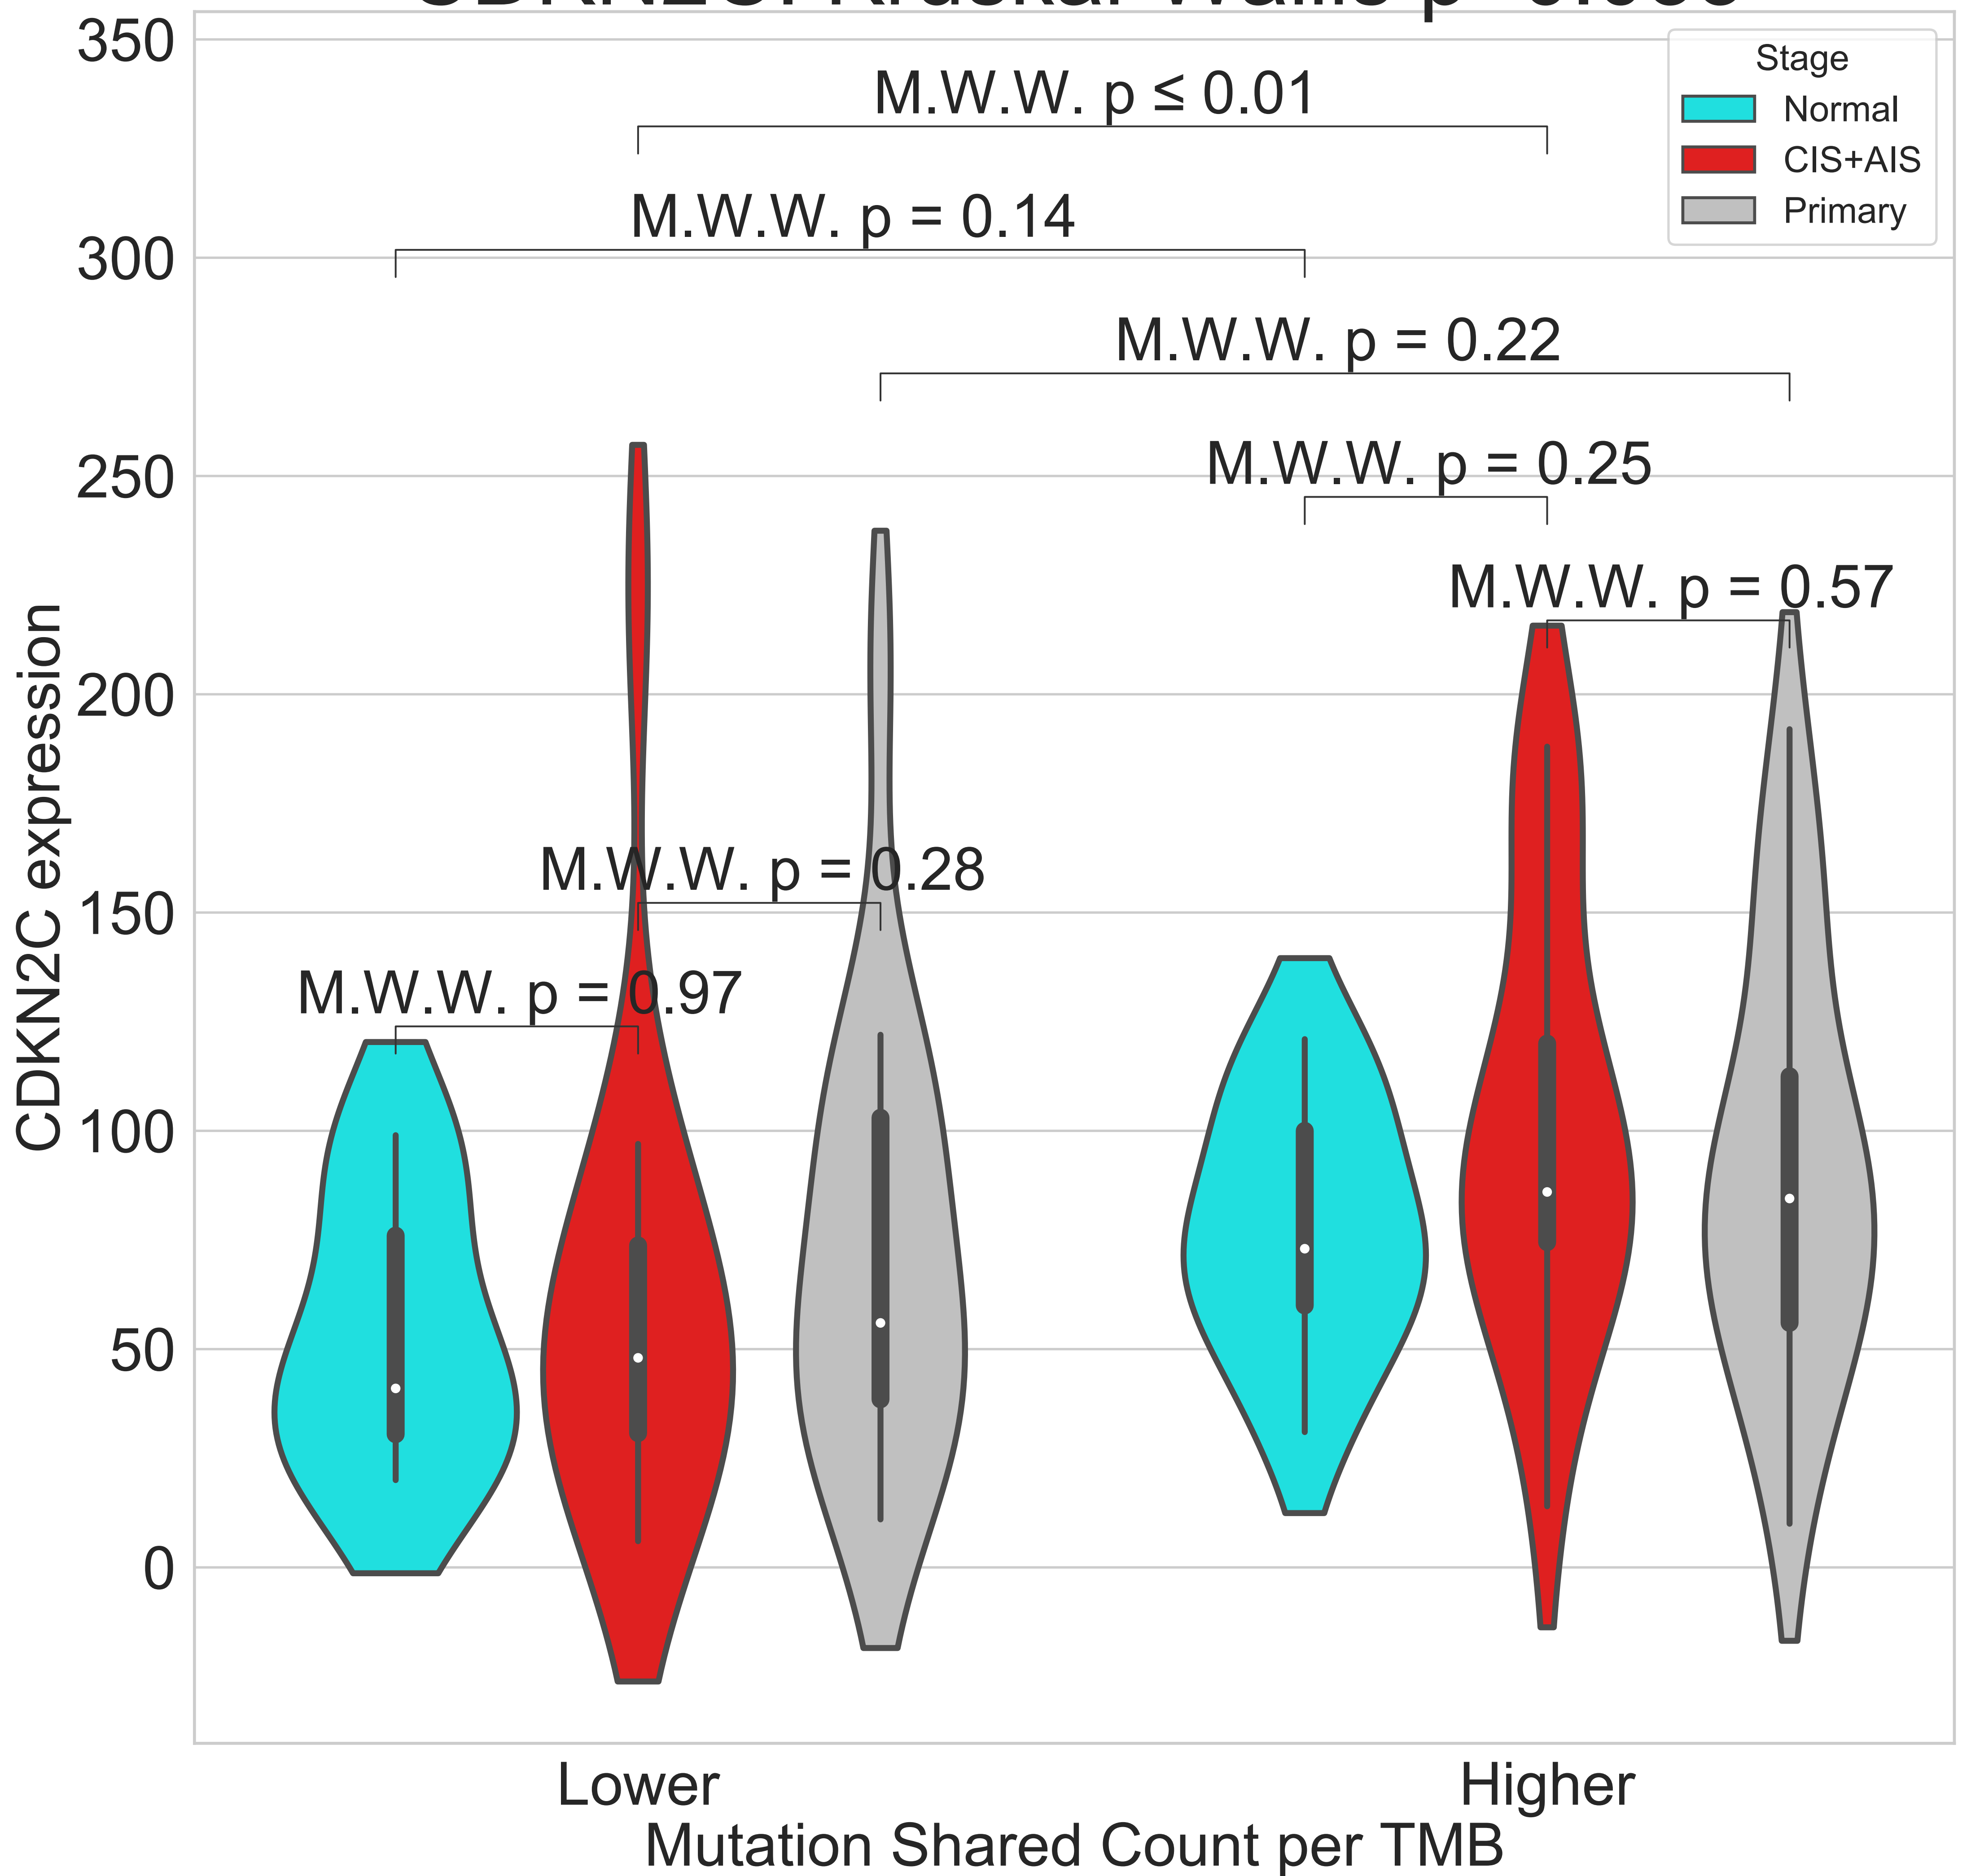 350
M.W.W. p ≤ 0.01
Stage
Normal
CIS+AIS
Primary
M.W.W. p = 0.14
300
M.W.W. p = 0.22
250
M.W.W. p = 0.25
M.W.W. p = 0.57
CDKN2C expression
200
M.W.W. p = 0.28
150
M.W.W. p = 0.97
100
50
0
Lower
Higher
Mutation Shared Count per TMB